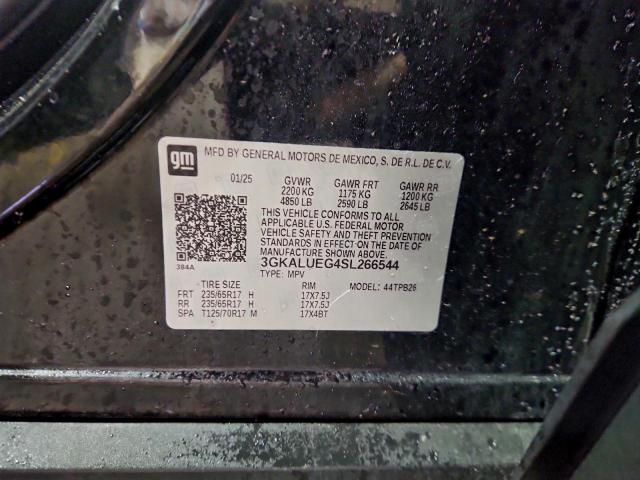 gm
MFD BY GENERAL MOTORS DE MEXICO, S. DE R.L. DE C.V.
01/25 GVWR GAWR FRT GAWR RR
2200 KG 1175 KG 1200 KG
4850 LB 2590 LB 2645 LB
THIS VEHICLE CONFORMS TO ALL
APPLICABLE U.S. FEDERAL MOTOR
VEHICLE SAFETY AND THEFT PREVENTION
STANDARDS IN EFFECT ON THE DATE OF
MANUFACTURE SHOWN ABOVE.
384A
3GKALUEG4SL266544
TYPE: MPV MODEL: 44TPB26
TIRE SIZE RIM
FRT 235/65R17 H 17X7.5J
RR 235/65R17 H 17X7.5J
SPA T125/70R17 M 17X4BT